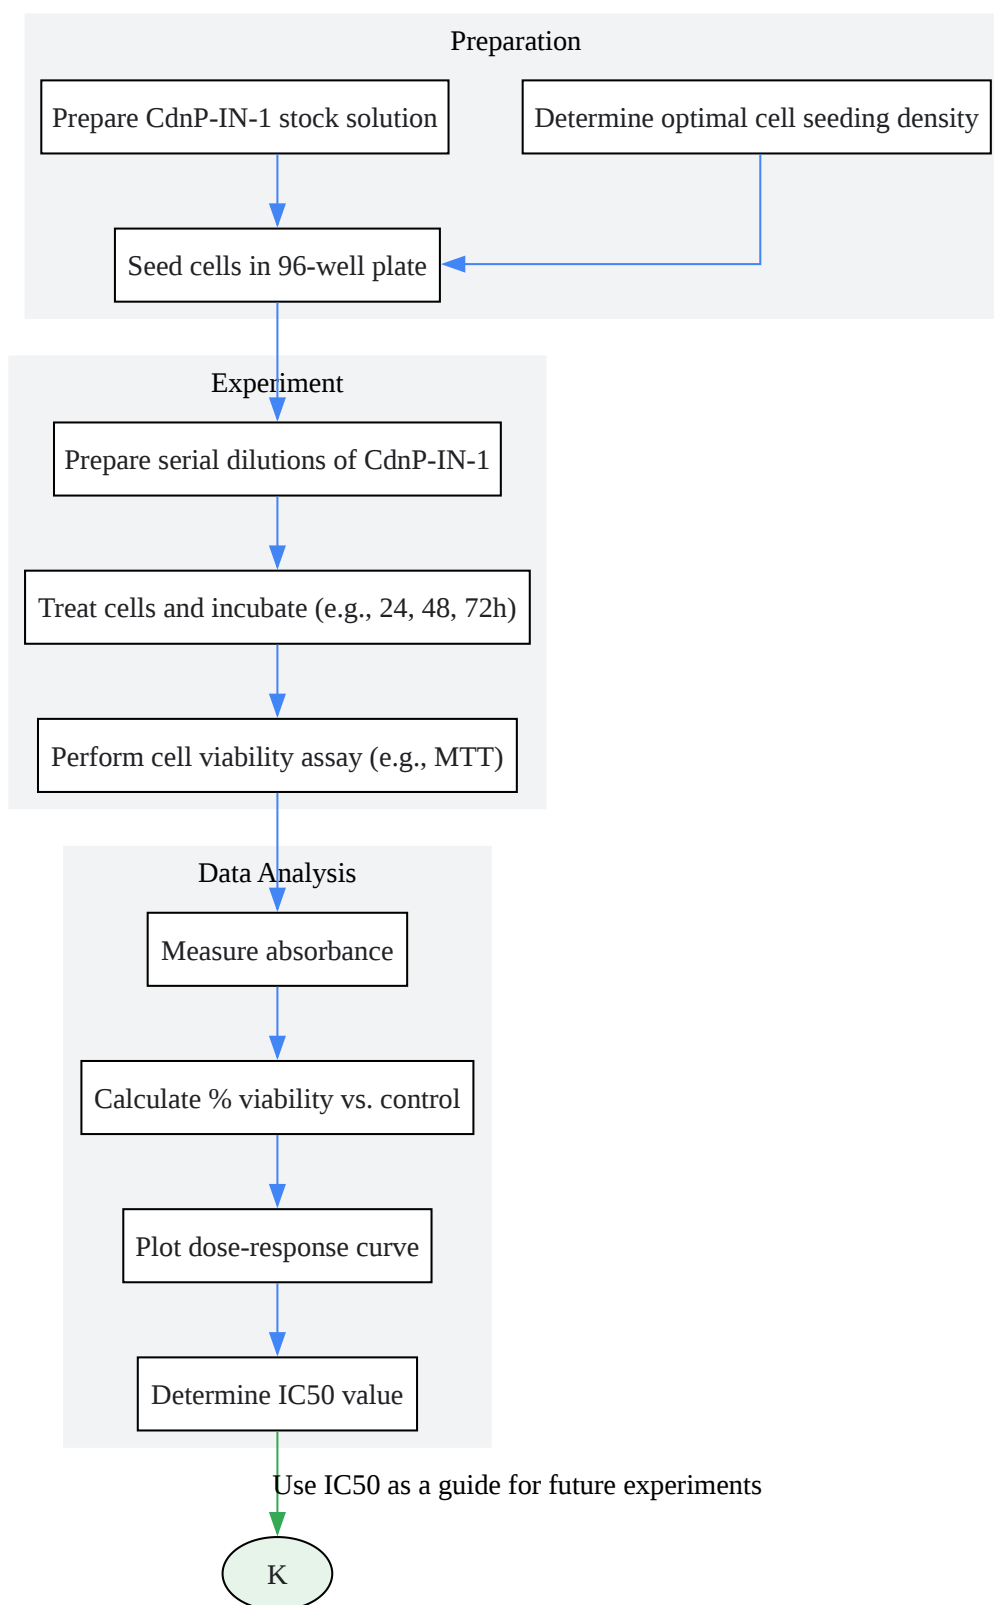 Preparation
Prepare CdnP-IN-1 stock solution
Determine optimal cell seeding density
Seed cells in 96-well plate
Experiment
Prepare serial dilutions of CdnP-IN-1
Treat cells and incubate (e.g., 24, 48, 72h)
Perform cell viability assay (e.g., MTT)
Data Analysis
Measure absorbance
Calculate % viability vs. control
Plot dose-response curve
Determine IC50 value
Use IC50 as a guide for future experiments
K